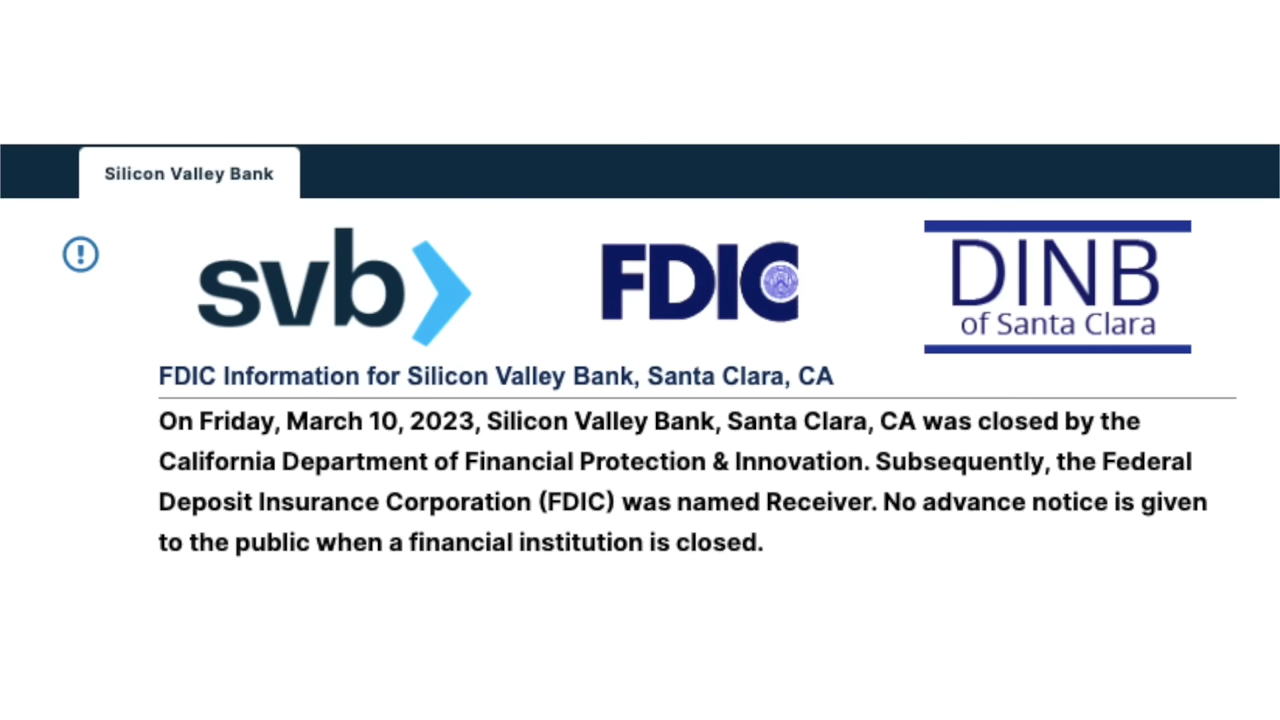 Silicon Valley Bank
svb
FDIC
DINB
of Santa Clara
FDIC Information for Silicon Valley Bank, Santa Clara, CA
On Friday, March 10, 2023, Silicon Valley Bank, Santa Clara, CA was closed by the
California Department of Financial Protection & Innovation. Subsequently, the Federal
Deposit Insurance Corporation (FDIC) was named Receiver. No advance notice is given
to the public when a financial institution is closed.